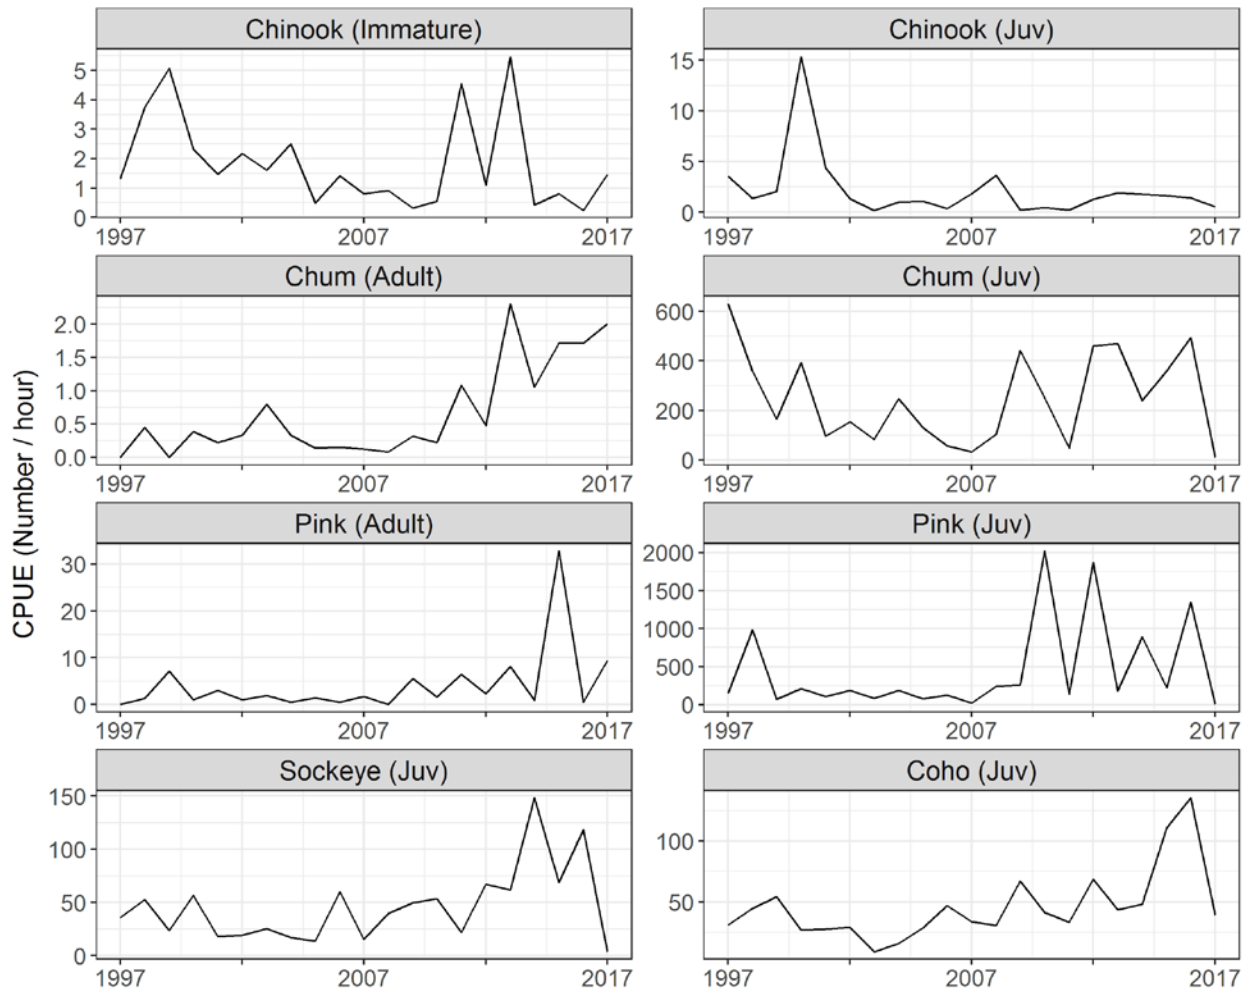 Chinook (Immature)
5
4
3
2
1
0
1997 2007 2017
Chinook (Juv)
15
10
5
0
1997 2007 2017
Chum (Adult)
2.0
1.5
1.0
0.5
0.0
1997 2007 2017
Chum (Juv)
600
400
200
0
1997 2007 2017
CPUE (Number / hour)
Pink (Adult)
30
20
10
0
1997 2007 2017
Pink (Juv)
2000
1500
1000
500
0
1997 2007 2017
Sockeye (Juv)
150
100
50
0
1997 2007 2017
Coho (Juv)
100
50
1997 2007 2017